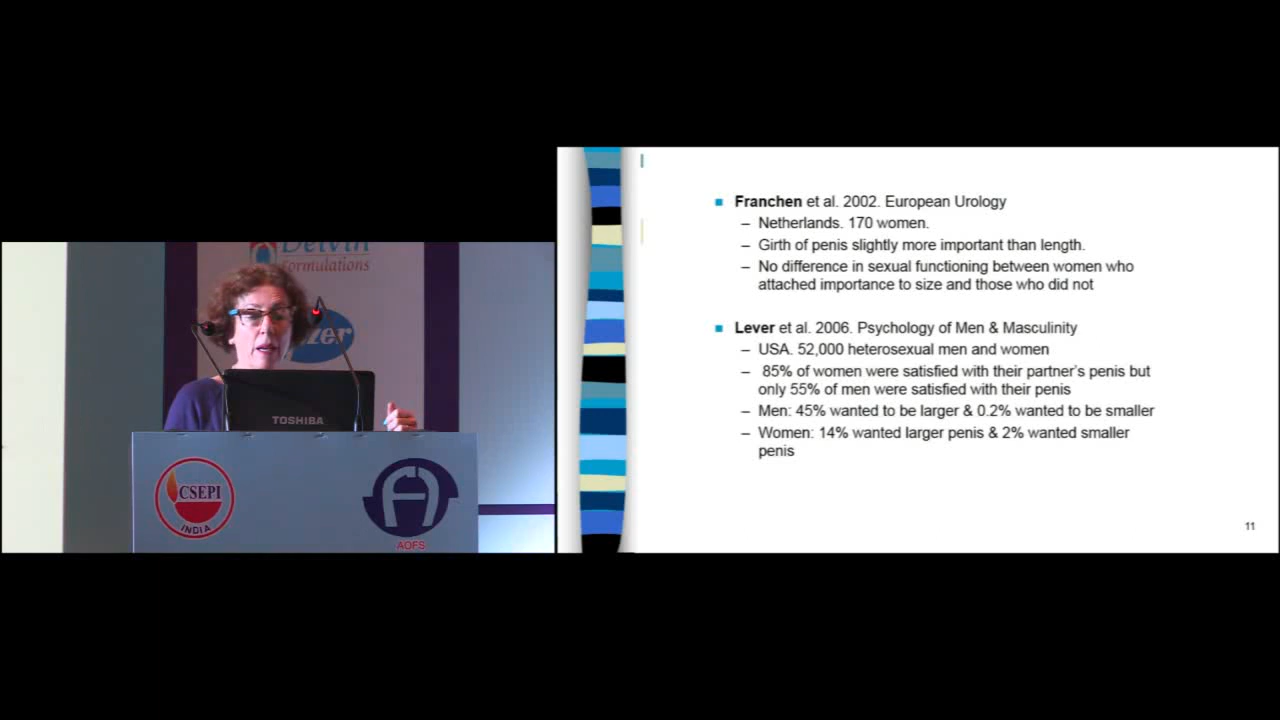 Delvin
Formulations
TOSHIBA
CSEPI
INDIA
AOFS
Franchen et al. 2002. European Urology
– Netherlands. 170 women.
– Girth of penis slightly more important than length.
– No difference in sexual functioning between women who
attached importance to size and those who did not
Lever et al. 2006. Psychology of Men & Masculinity
– USA. 52,000 heterosexual men and women
– 85% of women were satisfied with their partner's penis but
only 55% of men were satisfied with their penis
– Men: 45% wanted to be larger & 0.2% wanted to be smaller
– Women: 14% wanted larger penis & 2% wanted smaller
penis
11